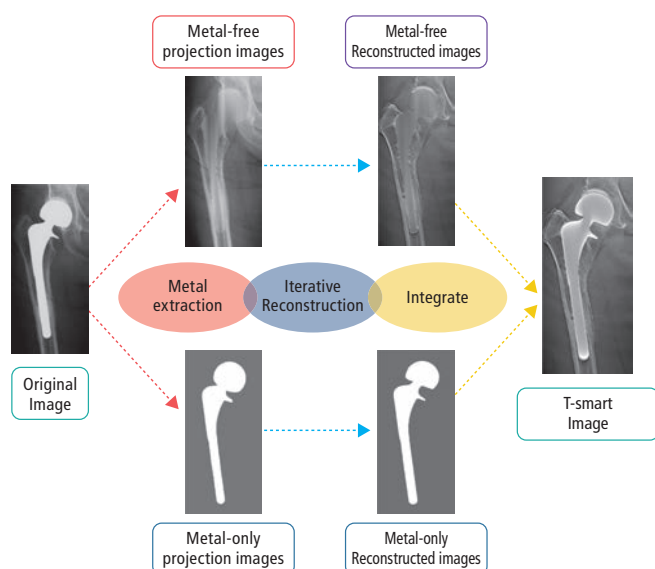 Metal-free
projection images
Metal-free
Reconstructed images
Metal
extraction
Iterative
Reconstruction
Integrate
Original
Image
T-smart
Image
Metal-only
projection images
Metal-only
Reconstructed images